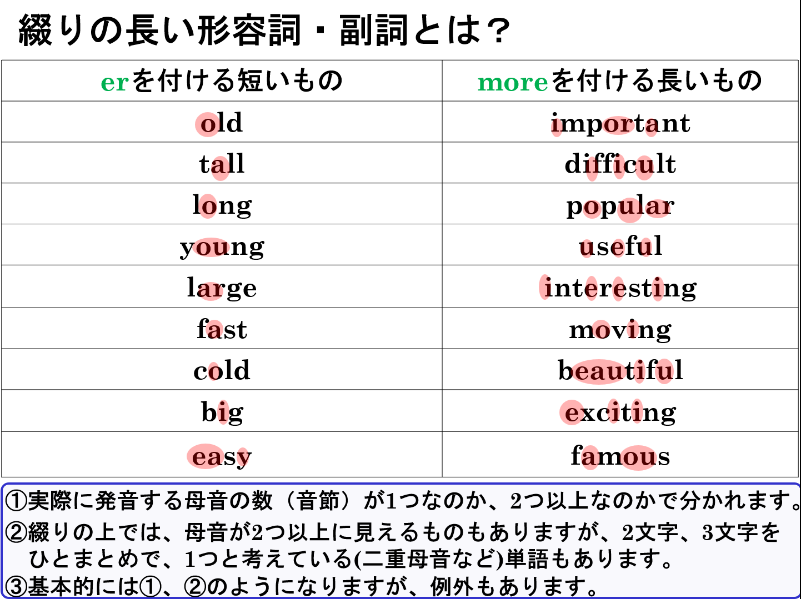 綴りの長い形容詞・副詞とは？
erを付ける短いもの moreを付ける長いもの
old important
tall difficult
long popular
young useful
large interesting
fast moving
cold beautiful
big exciting
easy famous
①実際に発音する母音の数（音節）が1つなのか、2つ以上なのかで分かれます。
②綴りの上では、母音が2つ以上に見えるものもありますが、2文字、3文字を
ひとまとめで、1つと考えている(二重母音など)単語もあります。
③基本的には①、②のようになりますが、例外もあります。